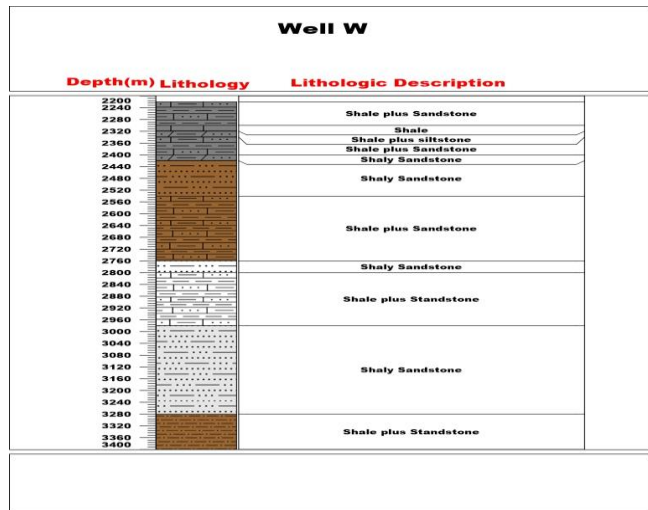 Well W
Depth(m) Lithology Lithologic Description
2200
2240
2280
2320
2360
2400
2440
2480
2520
2560
2600
2640
2680
2720
2760
2800
2840
2880
2920
2960
3000
3040
3080
3120
3160
3200
3240
3280
3320
3360
3400
Shale plus Sandstone
Shale
Shale plus siltstone
Shale plus Sandstone
Shaly Sandstone
Shaly Sandstone
Shale plus Sandstone
Shaly Sandstone
Shale plus Standstone
Shaly Sandstone
Shale plus Standstone